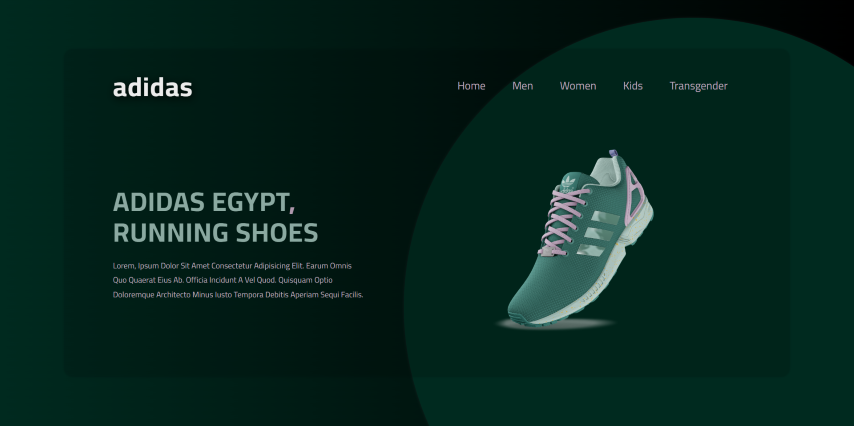 adidas
Home Men Women Kids Transgender
ADIDAS EGYPT,
RUNNING SHOES
Lorem, Ipsum Dolor Sit Amet Consectetur Adipisicing Elit. Earum Omnis
Quo Quaerat Eius Ab. Officia Incidunt A Vel Quod. Quisquam Optio
Doloremque Architecto Minus Iusto Tempora Debitis Aperiam Sequi Facilis.